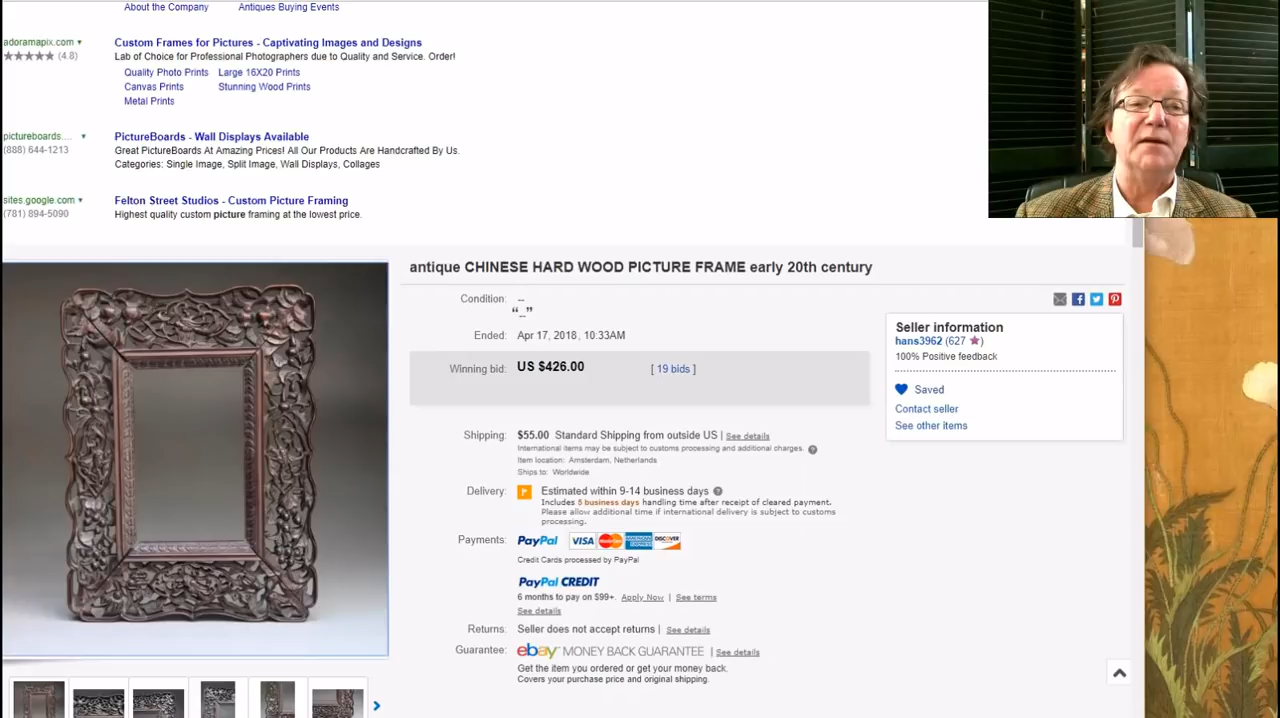 About the Company Antiques Buying Events
adoramapix.com Custom Frames for Pictures - Captivating Images and Designs
(4.8) Lab of Choice for Professional Photographers due to Quality and Service. Order!
Quality Photo Prints Large 16X20 Prints
Canvas Prints Stunning Wood Prints
Metal Prints
pictureboards.... PictureBoards - Wall Displays Available
(888) 644-1213 Great PictureBoards At Amazing Prices! All Our Products Are Handcrafted By Us.
Categories: Single Image, Split Image, Wall Displays, Collages
sites.google.com Felton Street Studios - Custom Picture Framing
(781) 894-5090 Highest quality custom picture framing at the lowest price.
antique CHINESE HARD WOOD PICTURE FRAME early 20th century
Condition: --
“...”
Ended: Apr 17, 2018 , 10:33AM
Winning bid: US $426.00 [ 19 bids ]
Shipping: $55.00 Standard Shipping from outside US | See details
International items may be subject to customs processing and additional charges. ?
Item location: Amsterdam, Netherlands
Ships to: Worldwide
Delivery: Estimated within 9-14 business days ?
Includes 5 business days handling time after receipt of cleared payment.
Please allow additional time if international delivery is subject to customs
processing.
Payments: PayPal VISA MasterCard AMERICAN EXPRESS DISCOVER
Credit Cards processed by PayPal
PayPal CREDIT
6 months to pay on $99+. Apply Now | See terms
See details
Returns: Seller does not accept returns | See details
Guarantee: ebay MONEY BACK GUARANTEE | See details
Get the item you ordered or get your money back.
Covers your purchase price and original shipping.
Seller information
hans3962 (627 )
100% Positive feedback
Saved
Contact seller
See other items